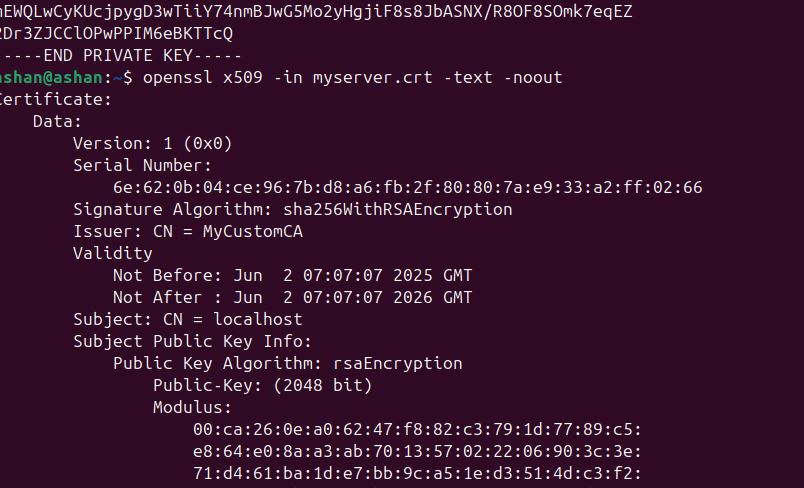 nEWQLwCyKUcjpygD3wTiiY74nmBJwG5Mo2yHgjiF8s8JbASNX/R8OF8SOmk7eqEZ
2Dr3ZJCClOPwPPIM6eBKTTcQ
-----END PRIVATE KEY-----
ashan@ashan:~$ openssl x509 -in myserver.crt -text -noout
Certificate:
    Data:
        Version: 1 (0x0)
        Serial Number:
            6e:62:0b:04:ce:96:7b:d8:a6:fb:2f:80:80:7a:e9:33:a2:ff:02:66
        Signature Algorithm: sha256WithRSAEncryption
        Issuer: CN = MyCustomCA
        Validity
            Not Before: Jun  2 07:07:07 2025 GMT
            Not After : Jun  2 07:07:07 2026 GMT
        Subject: CN = localhost
        Subject Public Key Info:
            Public Key Algorithm: rsaEncryption
                Public-Key: (2048 bit)
                Modulus:
                    00:ca:26:0e:a0:62:47:f8:82:c3:79:1d:77:89:c5:
                    e8:64:e0:8a:a3:ab:70:13:57:02:22:06:90:3c:3e:
                    71:d4:61:ba:1d:e7:bb:9c:a5:1e:d3:51:4d:c3:f2: